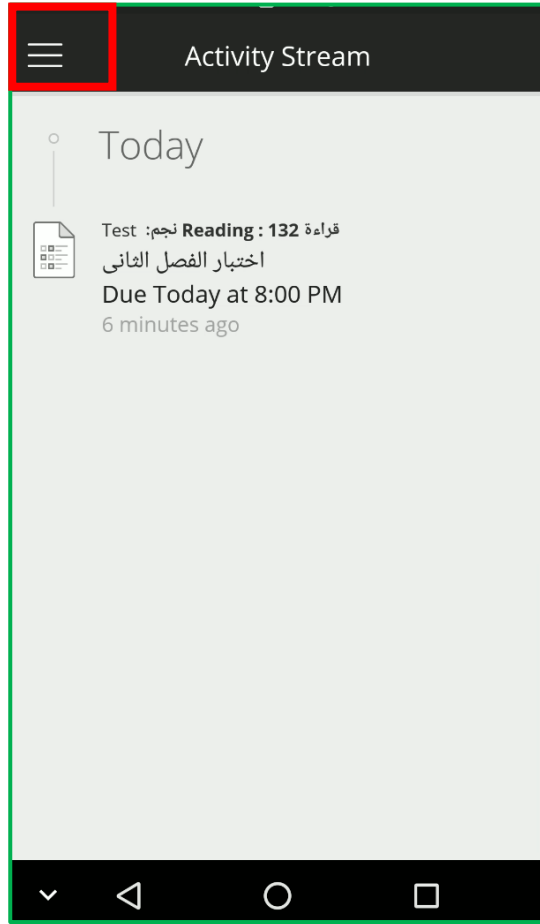 Activity Stream
Today
Test :قراءة 132 : Reading نجم
اختبار الفصل الثانى
Due Today at 8:00 PM
6 minutes ago